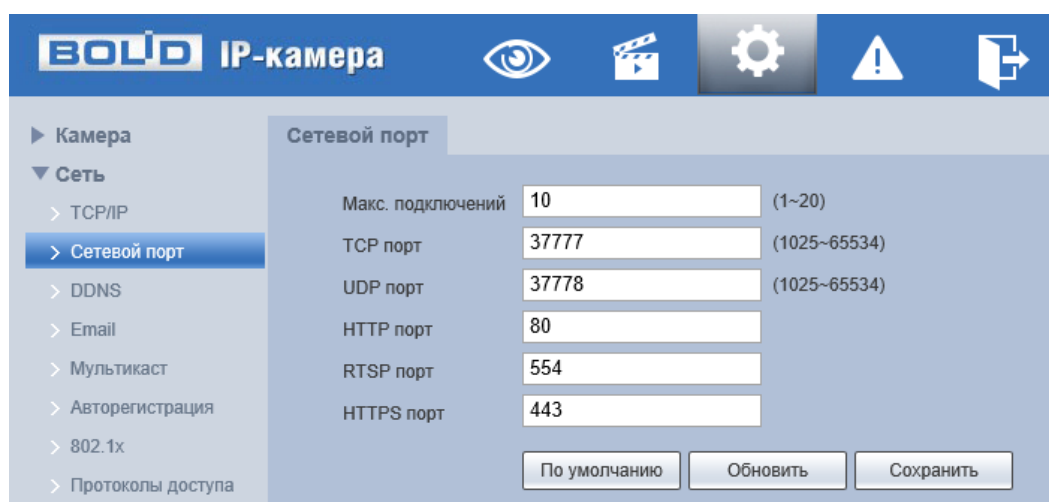 BOLID IP-камера
Камера
Сеть
TCP/IP
Сетевой порт
DDNS
Email
Мультикаст
Авторегистрация
802.1x
Протоколы доступа
Сетевой порт
Макс. подключений 10 (1~20)
TCP порт 37777 (1025~65534)
UDP порт 37778 (1025~65534)
HTTP порт 80
RTSP порт 554
HTTPS порт 443
По умолчанию Обновить Сохранить